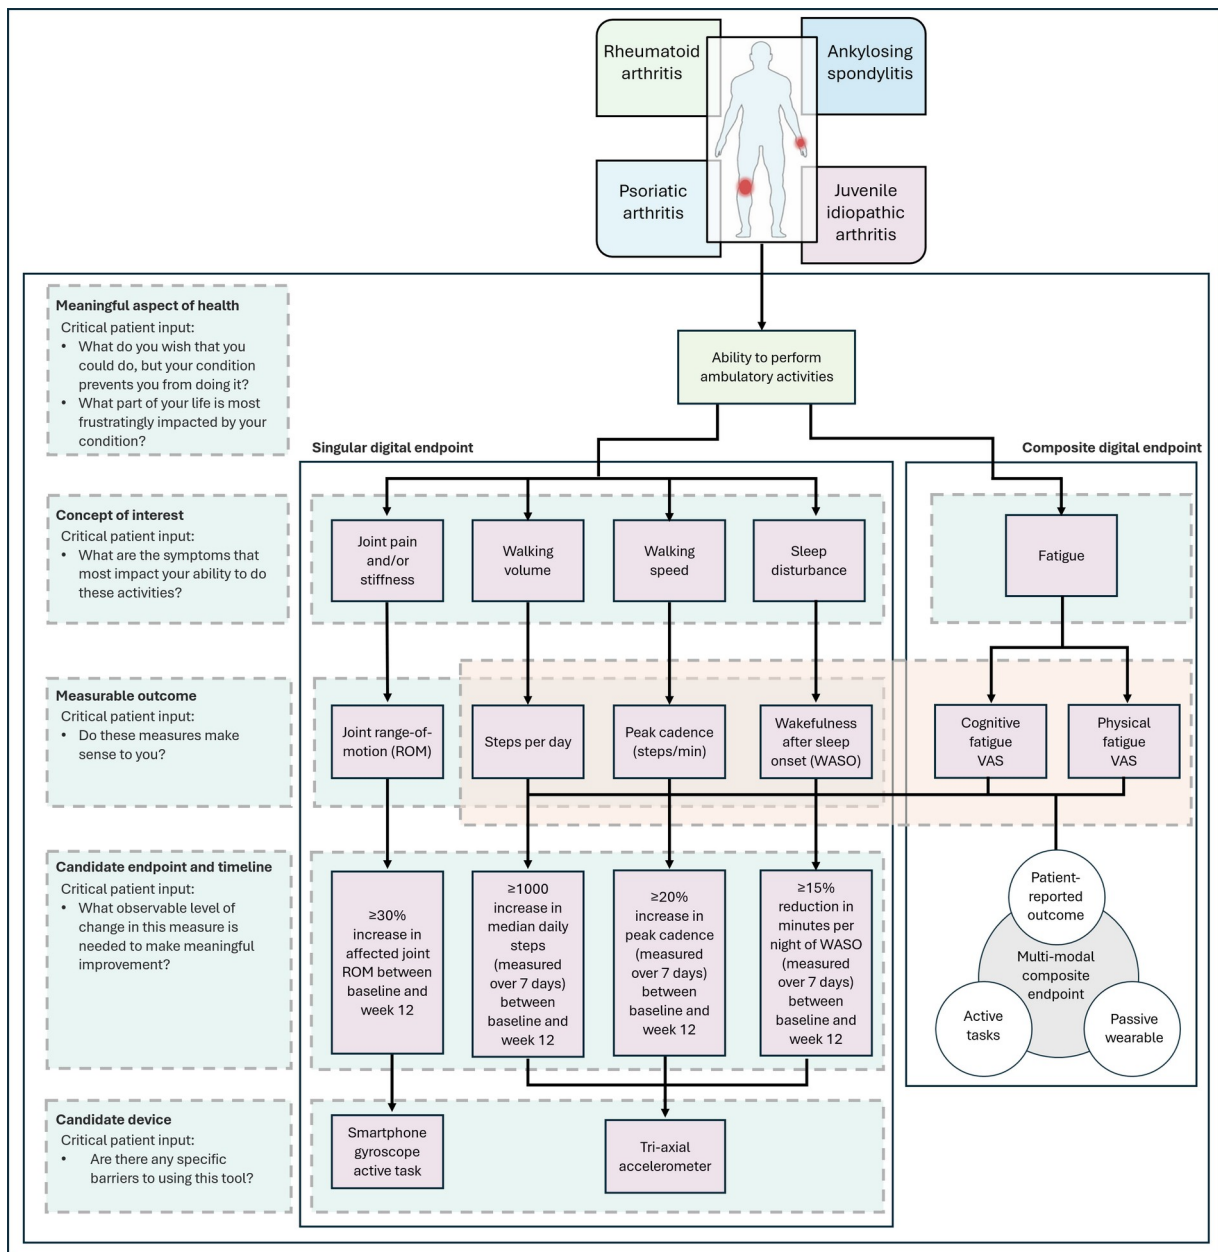 Rheumatoid
arthritis
Ankylosing
spondylitis
Psoriatic
arthritis
Juvenile
idiopathic
arthritis
Meaningful aspect of health
Critical patient input:
• What do you wish that you
could do, but your condition
prevents you from doing it?
• What part of your life is most
frustratingly impacted by your
condition?
Ability to perform
ambulatory activities
Singular digital endpoint
Composite digital endpoint
Concept of interest
Critical patient input:
• What are the symptoms that
most impact your ability to do
these activities?
Joint pain
and/or
stiffness
Walking
volume
Walking
speed
Sleep
disturbance
Fatigue
Measurable outcome
Critical patient input:
• Do these measures make
sense to you?
Joint range-of-
motion (ROM)
Steps per day
Peak cadence
(steps/min)
Wakefulness
after sleep
onset (WASO)
Cognitive
fatigue
VAS
Physical
fatigue
VAS
Candidate endpoint and timeline
Critical patient input:
• What observable level of
change in this measure is
needed to make meaningful
improvement?
≥30%
increase in
affected joint
ROM between
baseline and
week 12
≥1000
increase in
median daily
steps
(measured
over 7 days)
between
baseline and
week 12
≥20%
increase in
peak cadence
(measured
over 7 days)
between
baseline and
week 12
≥15%
reduction in
minutes per
night of WASO
(measured
over 7 days)
between
baseline and
week 12
Patient-
reported
outcome
Multi-modal
composite
endpoint
Active
tasks
Passive
wearable
Candidate device
Critical patient input:
• Are there any specific
barriers to using this tool?
Smartphone
gyroscope
active task
Tri-axial
accelerometer